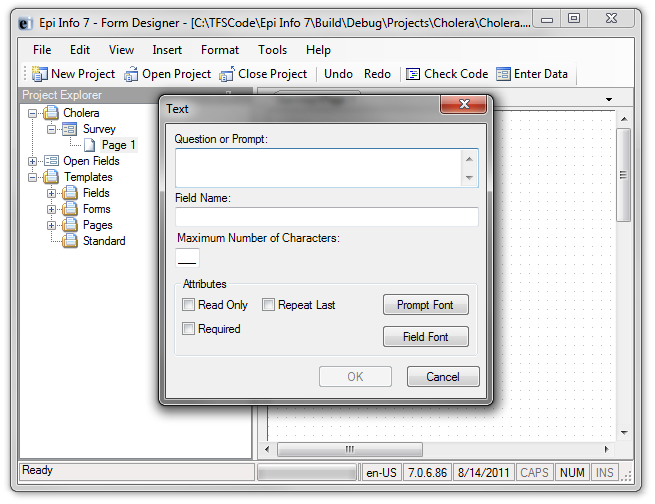 Epi Info 7 - Form Designer - [C:\TFSCode\Epi Info 7\Build\Debug\Projects\Cholera\Cholera....
File Edit View Insert Format Tools Help
New Project Open Project Close Project Undo Redo Check Code Enter Data
Project Explorer
Cholera
Survey
Page 1
Open Fields
Templates
Fields
Forms
Pages
Standard
Text
Question or Prompt:
Field Name:
Maximum Number of Characters:
___
Attributes
Read Only Repeat Last Prompt Font
Required Field Font
OK Cancel
Ready en-US 7.0.6.86 8/14/2011 CAPS NUM INS